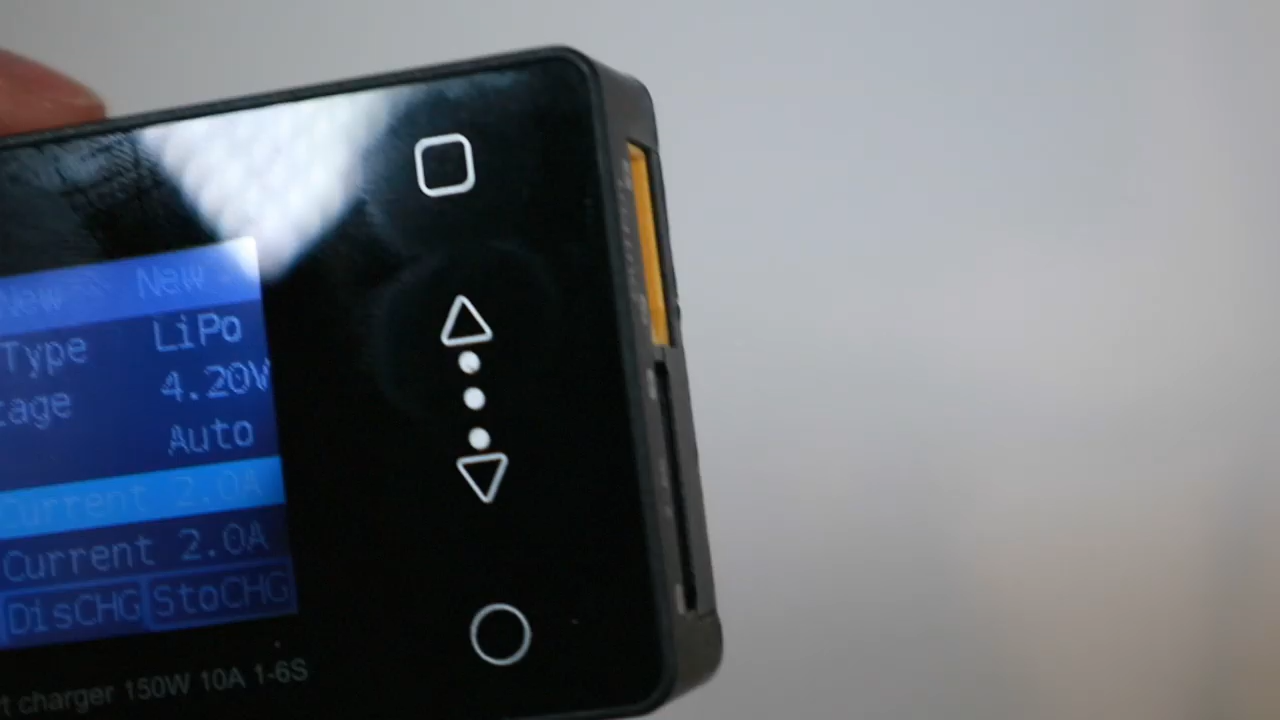 New New
Type LiPo
tage 4.20V
Auto
Current 2.0A
Current 2.0A
DisCHG StoCHG
t charger 150W 10A 1-6S